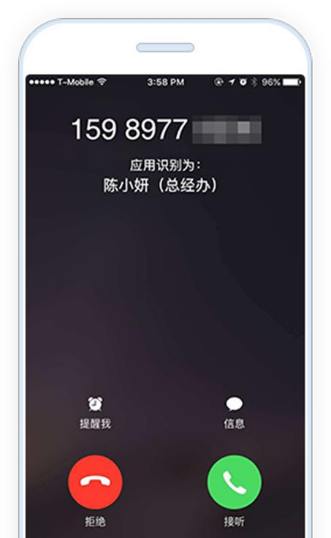 T-Mobile 3:58 PM 96%
159 8977
应用识别为:
陈小妍（总经办）
提醒我 信息
拒绝 接听